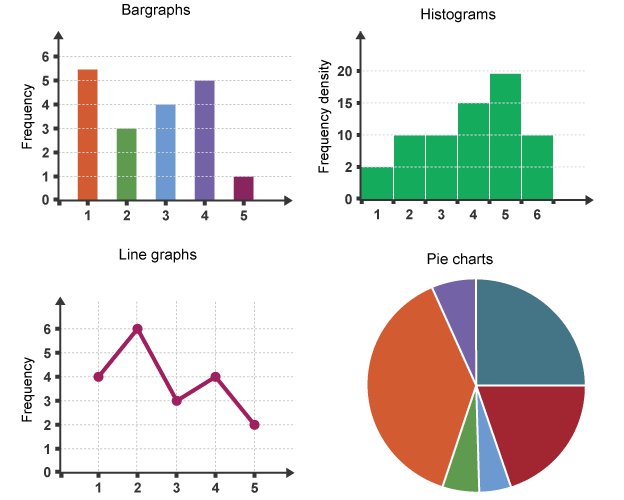 Bargraphs
Frequency
6
5
4
3
2
1
0
1 2 3 4 5
Histograms
Frequency density
20
15
10
2
0
1 2 3 4 5 6
Line graphs
Frequency
6
5
4
3
2
1
0
1 2 3 4 5
Pie charts